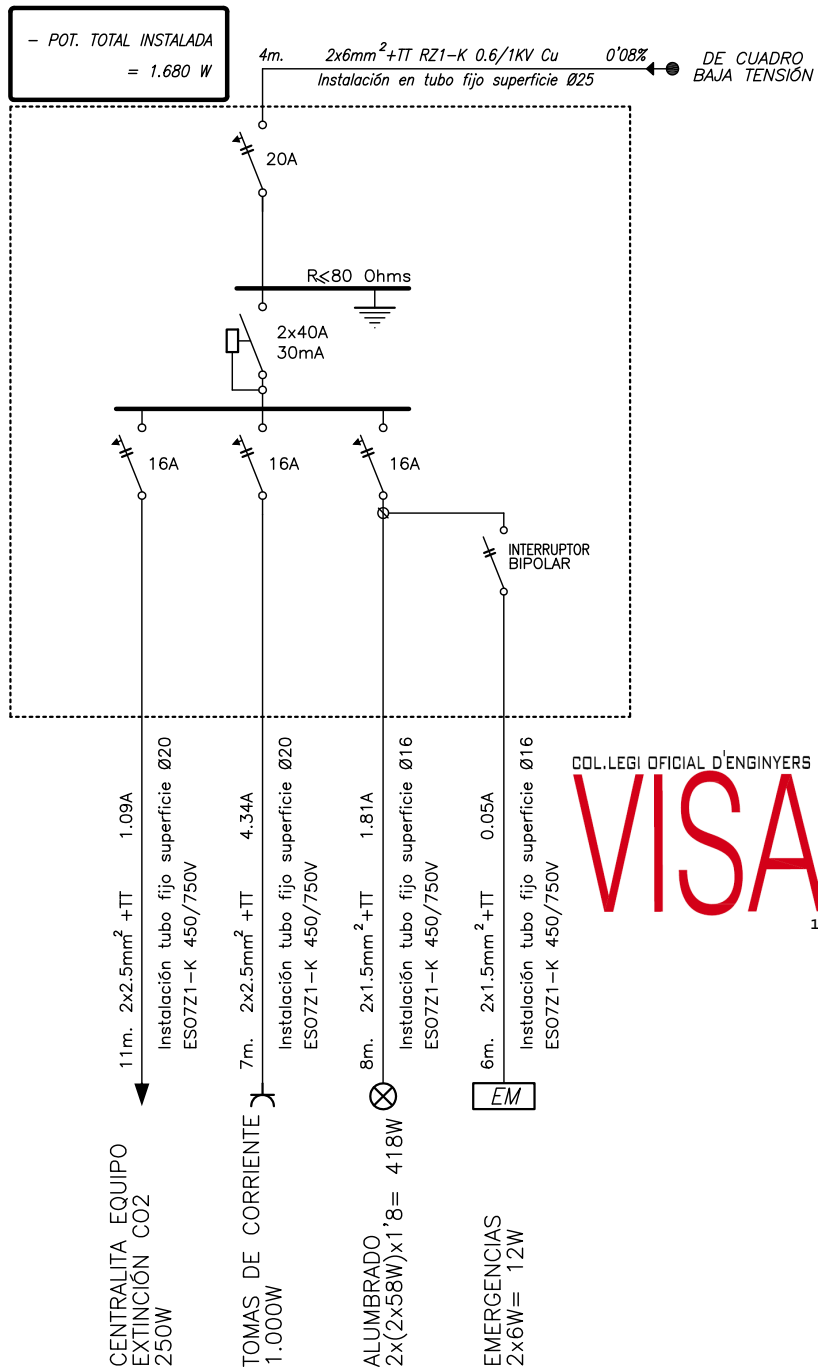 – POT. TOTAL INSTALADA
= 1.680 W
4m. 2x6mm²+TT RZ1–K 0.6/1KV Cu 0'08%
Instalación en tubo fijo superficie Ø25
DE CUADRO
BAJA TENSIÓN
20A
R≤80 Ohms
2x40A
30mA
16A
16A
16A
INTERRUPTOR
BIPOLAR
11m. 2x2.5mm² +TT 1.09A
Instalación tubo fijo superficie Ø20
ES07Z1–K 450/750V
7m. 2x2.5mm² +TT 4.34A
Instalación tubo fijo superficie Ø20
ES07Z1–K 450/750V
8m. 2x1.5mm²+TT 1.81A
Instalación tubo fijo superficie Ø16
ES07Z1–K 450/750V
6m. 2x1.5mm²+TT 0.05A
Instalación tubo fijo superficie Ø16
ES07Z1–K 450/750V
COL.LEGI OFICIAL D'ENGINYERS
VISA
1
EM
CENTRALITA EQUIPO
EXTINCIÓN CO2
250W
TOMAS DE CORRIENTE
1.000W
ALUMBRADO
2x(2x58W)x1'8= 418W
EMERGENCIAS
2x6W= 12W